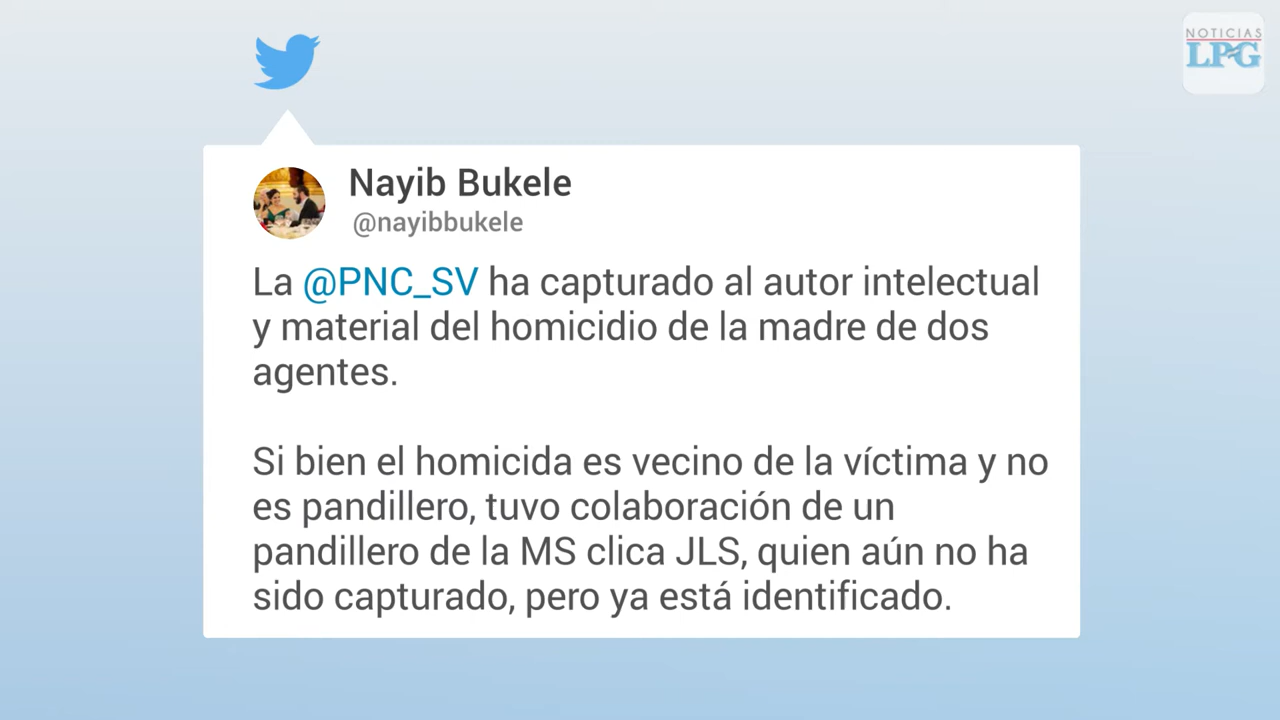 NOTICIAS
LPG
Nayib Bukele
@nayibbukele
La @PNC_SV ha capturado al autor intelectual
y material del homicidio de la madre de dos
agentes.
Si bien el homicida es vecino de la víctima y no
es pandillero, tuvo colaboración de un
pandillero de la MS clica JLS, quien aún no ha
sido capturado, pero ya está identificado.